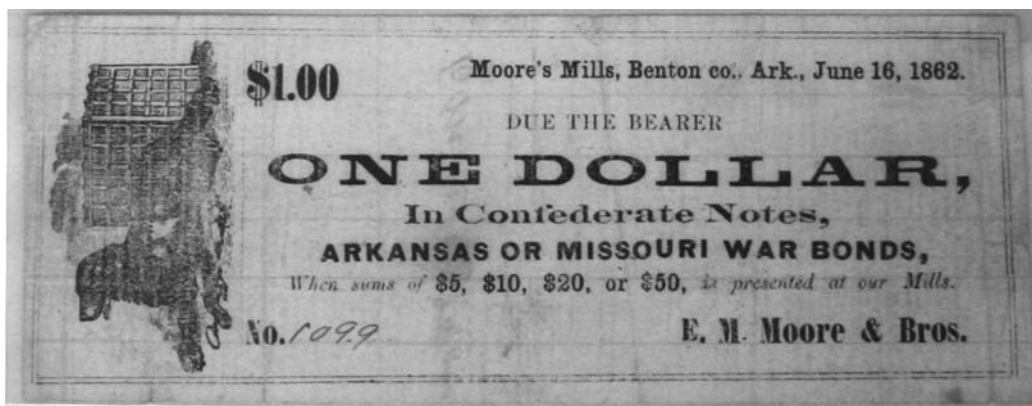 $1.00
Moore's Mills, Benton co., Ark., June 16, 1862.
DUE THE BEARER
ONE DOLLAR,
In Confederate Notes,
ARKANSAS OR MISSOURI WAR BONDS,
When sums of $5, $10, $20, or $50, is presented at our Mills.
No. 1099
E. M. Moore & Bros.